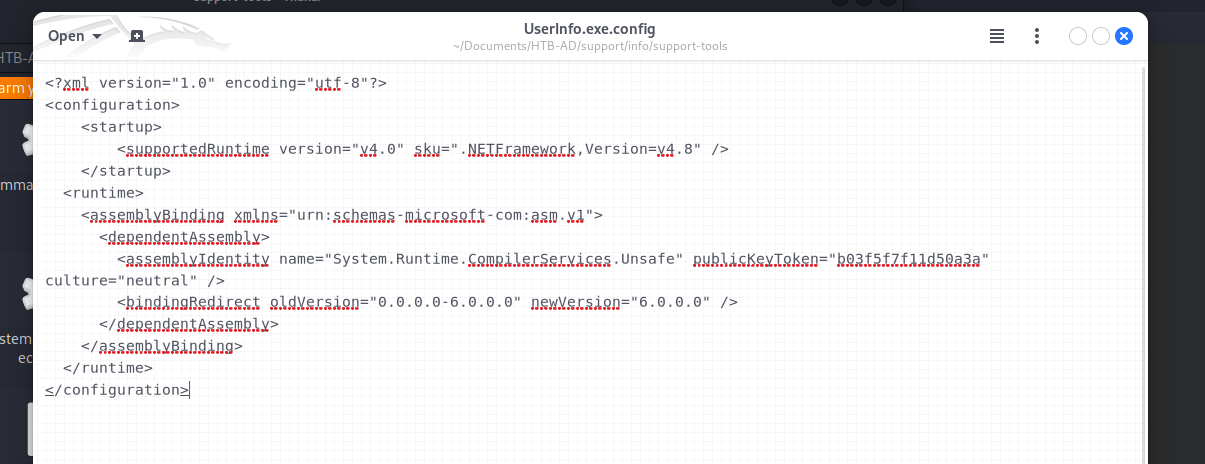 Open
UserInfo.exe.config
~/Documents/HTB-AD/support/info/support-tools
HTB-A
arm y
mma
stem
ec
<?xml version="1.0" encoding="utf-8"?>
<configuration>
    <startup>
        <supportedRuntime version="v4.0" sku=".NETFramework,Version=v4.8" />
    </startup>
  <runtime>
    <assemblyBinding xmlns="urn:schemas-microsoft-com:asm.v1">
      <dependentAssembly>
        <assemblyIdentity name="System.Runtime.CompilerServices.Unsafe" publicKeyToken="b03f5f7f11d50a3a"
culture="neutral" />
        <bindingRedirect oldVersion="0.0.0.0-6.0.0.0" newVersion="6.0.0.0" />
      </dependentAssembly>
    </assemblyBinding>
  </runtime>
</configuration>